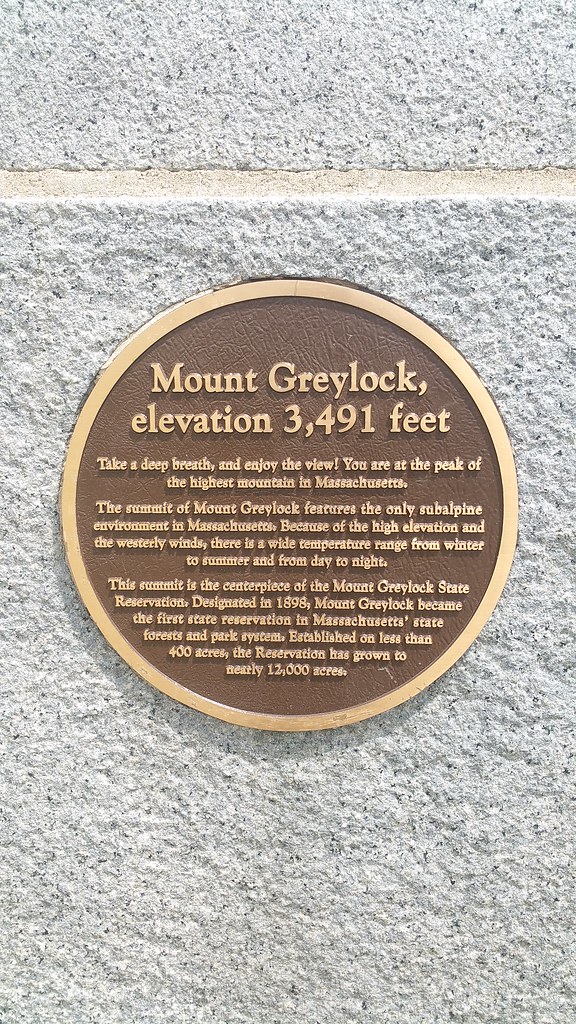 Mount Greylock,
elevation 3,491 feet
Take a deep breath, and enjoy the view! You are at the peak of
the highest mountain in Massachusetts.
The summit of Mount Greylock features the only subalpine
environment in Massachusetts. Because of the high elevation and
the westerly winds, there is a wide temperature range from winter
to summer and from day to night.
This summit is the centerpiece of the Mount Greylock State
Reservation. Designated in 1898, Mount Greylock became
the first state reservation in Massachusetts' state
forests and park system. Established on less than
400 acres, the Reservation has grown to
nearly 12,000 acres.